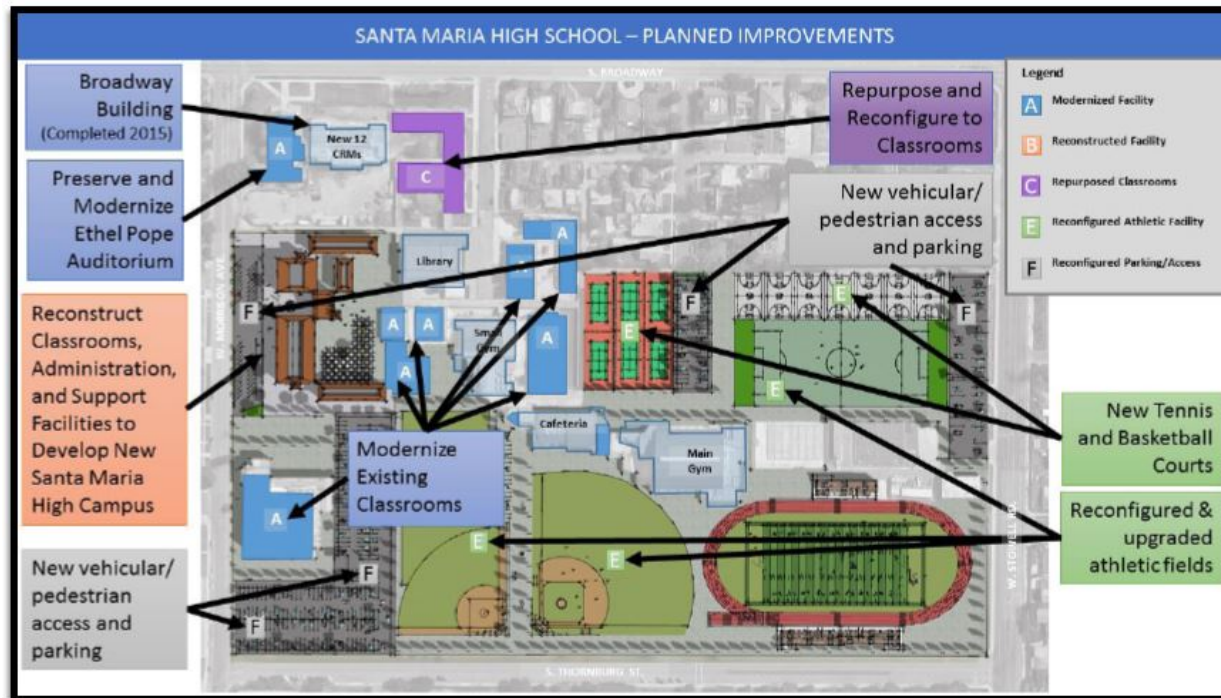 SANTA MARIA HIGH SCHOOL – PLANNED IMPROVEMENTS
S. BROADWAY
Broadway
Building
(Completed 2015)
Preserve and
Modernize
Ethel Pope
Auditorium
Reconstruct
Classrooms,
Administration,
and Support
Facilities to
Develop New
Santa Maria
High Campus
New vehicular/
pedestrian
access and
parking
W. MORRISON AVE.
A
New 12
CRMs
C
Repurpose and
Reconfigure to
Classrooms
New vehicular/
pedestrian access
and parking
Legend
A Modernized Facility
B Reconstructed Facility
C Repurposed Classrooms
E Reconfigured Athletic Facility
F Reconfigured Parking/Access
Library
A
A
F
A
A
A
Small
Gym
A
E
F
E
F
E
Cafeteria
Main
Gym
Modernize
Existing
Classrooms
A
E
E
F
F
New Tennis
and Basketball
Courts
Reconfigured &
upgraded
athletic fields
W. STOWELL RD.
S. THORNBURG ST.